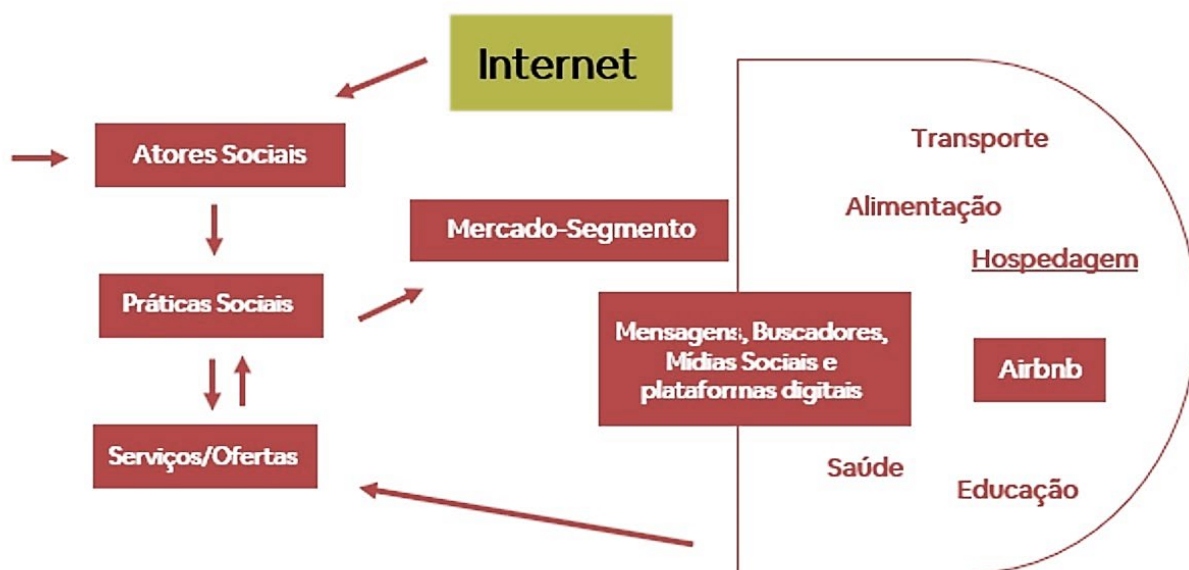 Internet
Atores Sociais
Transporte
Alimentação
Mercado-Segmento
Hospedagem
Práticas Sociais
Mensagens, Buscadores,
Mídias Sociais e
plataformas digitais
Airbnb
Serviços/Ofertas
Saúde
Educação